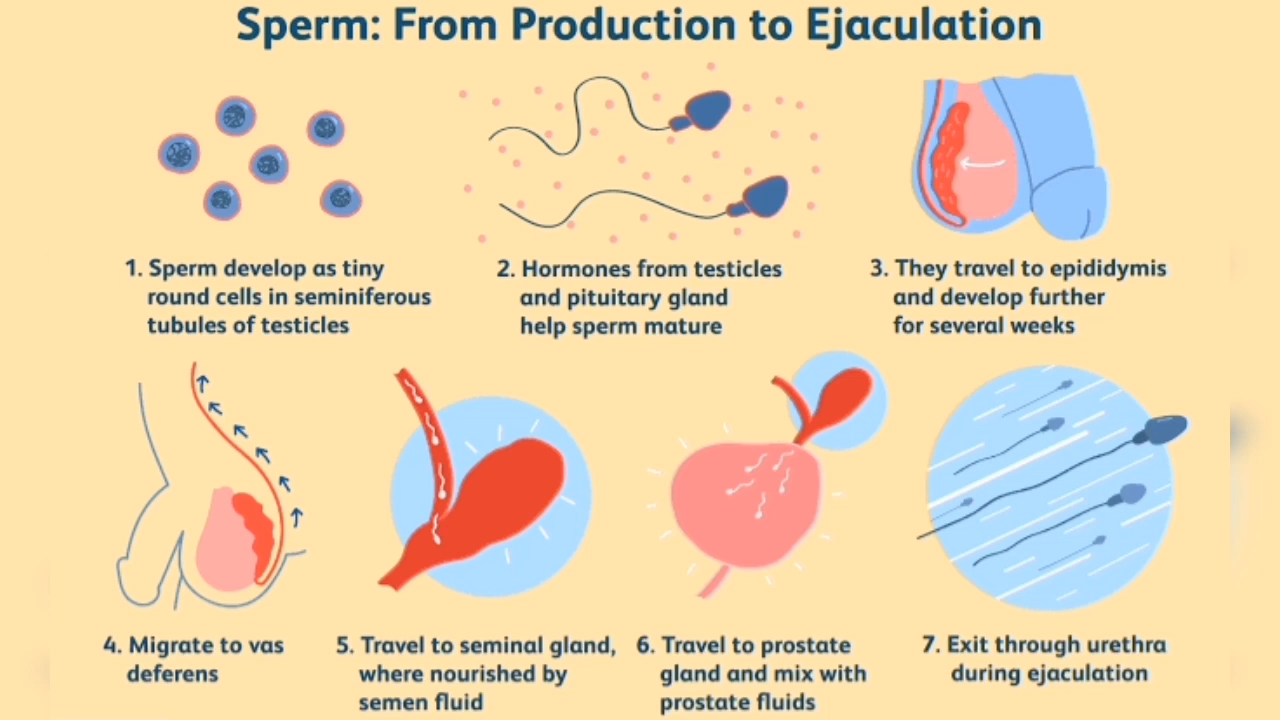 Sperm: From Production to Ejaculation
1. Sperm develop as tiny
round cells in seminiferous
tubules of testicles
2. Hormones from testicles
and pituitary gland
help sperm mature
3. They travel to epididymis
and develop further
for several weeks
4. Migrate to vas
deferens
5. Travel to seminal gland,
where nourished by
semen fluid
6. Travel to prostate
gland and mix with
prostate fluids
7. Exit through urethra
during ejaculation